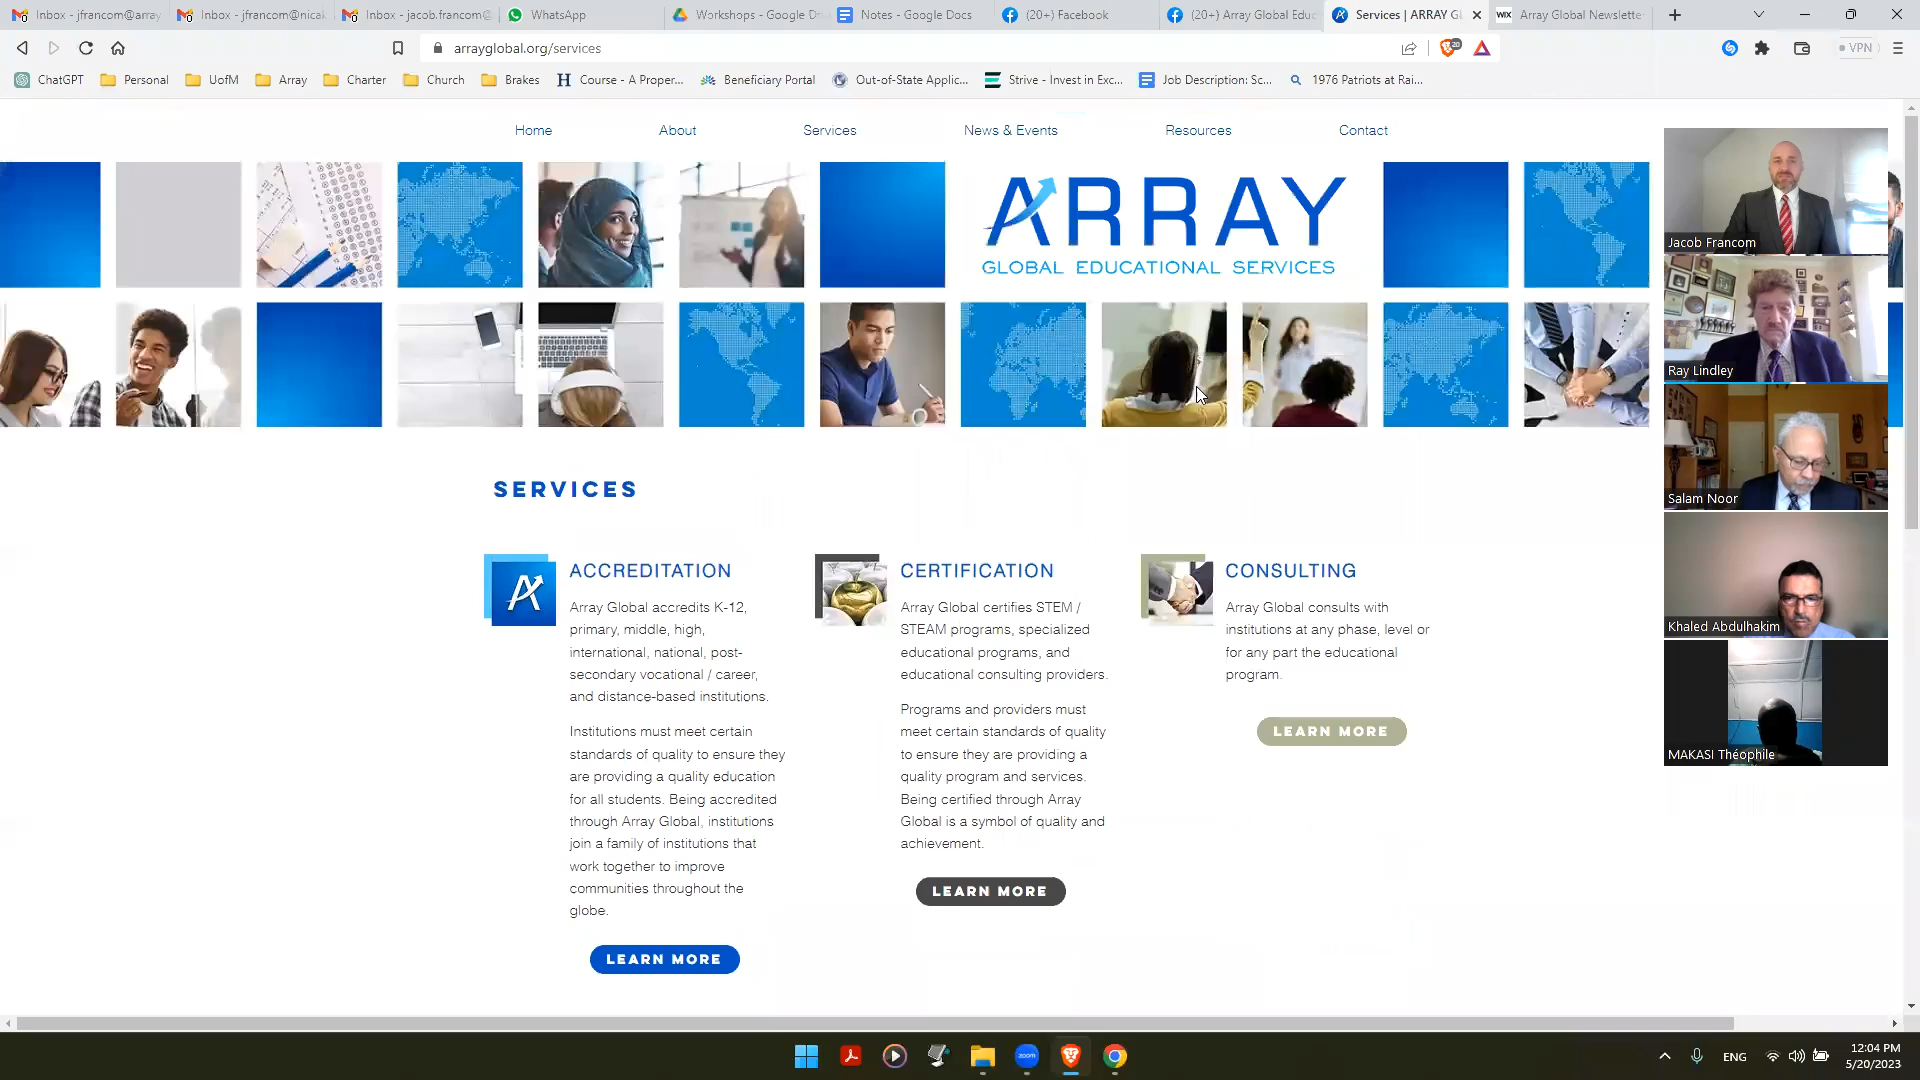 Inbox - jfrancom@array
Inbox - jfrancom@nica
Inbox - jacob.francom@
WhatsApp
Workshops - Google Dr
Notes - Google Docs
(20+) Facebook
(20+) Array Global Educ
Services | ARRAY GL
WIX
Array Global Newslette
arrayglobal.org/services
20
VPN
ChatGPT
Personal
UofM
Array
Charter
Church
Brakes
H
Course - A Proper...
Beneficiary Portal
Out-of-State Applic...
Strive - Invest in Exc...
Job Description: Sc...
1976 Patriots at Rai...
Home
About
Services
News & Events
Resources
Contact
ARRAY
GLOBAL EDUCATIONAL SERVICES
SERVICES
ACCREDITATION
Array Global accredits K-12,
primary, middle, high,
international, national, post-
secondary vocational / career,
and distance-based institutions.
Institutions must meet certain
standards of quality to ensure they
are providing a quality education
for all students. Being accredited
through Array Global, institutions
join a family of institutions that
work together to improve
communities throughout the
globe.
LEARN MORE
CERTIFICATION
Array Global certifies STEM /
STEAM programs, specialized
educational programs, and
educational consulting providers.
Programs and providers must
meet certain standards of quality
to ensure they are providing a
quality program and services.
Being certified through Array
Global is a symbol of quality and
achievement.
LEARN MORE
CONSULTING
Array Global consults with
institutions at any phase, level or
for any part the educational
program.
LEARN MORE
Jacob Francom
Ray Lindley
Salam Noor
Khaled Abdulhakim
MAKASI Théophile
zoom
ENG
12:04 PM
5/20/2023